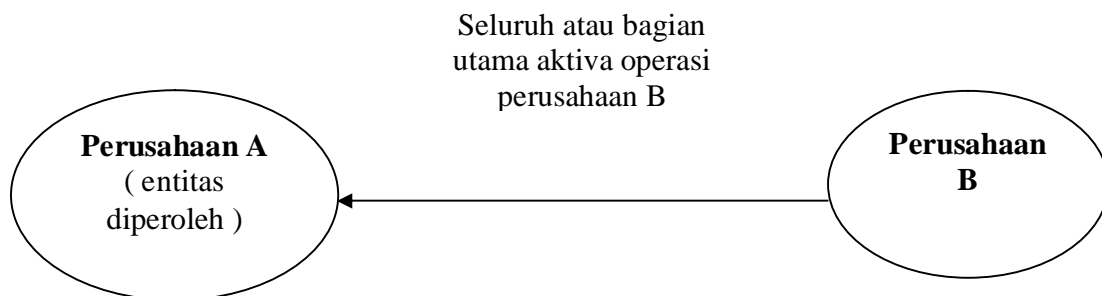 Seluruh atau bagian
utama aktiva operasi
perusahaan B
Perusahaan A
( entitas
diperoleh )
Perusahaan
B